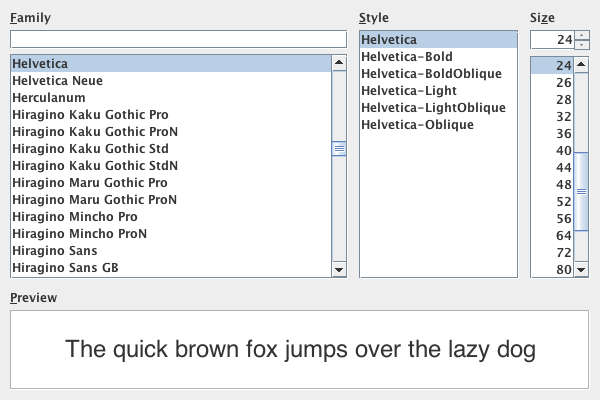 Family
Helvetica
Helvetica Neue
Herculanum
Hiragino Kaku Gothic Pro
Hiragino Kaku Gothic ProN
Hiragino Kaku Gothic Std
Hiragino Kaku Gothic StdN
Hiragino Maru Gothic Pro
Hiragino Maru Gothic ProN
Hiragino Mincho Pro
Hiragino Mincho ProN
Hiragino Sans
Hiragino Sans GB
Style
Helvetica
Helvetica-Bold
Helvetica-BoldOblique
Helvetica-Light
Helvetica-LightOblique
Helvetica-Oblique
Size
24
24
26
28
32
36
40
44
48
52
56
64
72
80
Preview
The quick brown fox jumps over the lazy dog